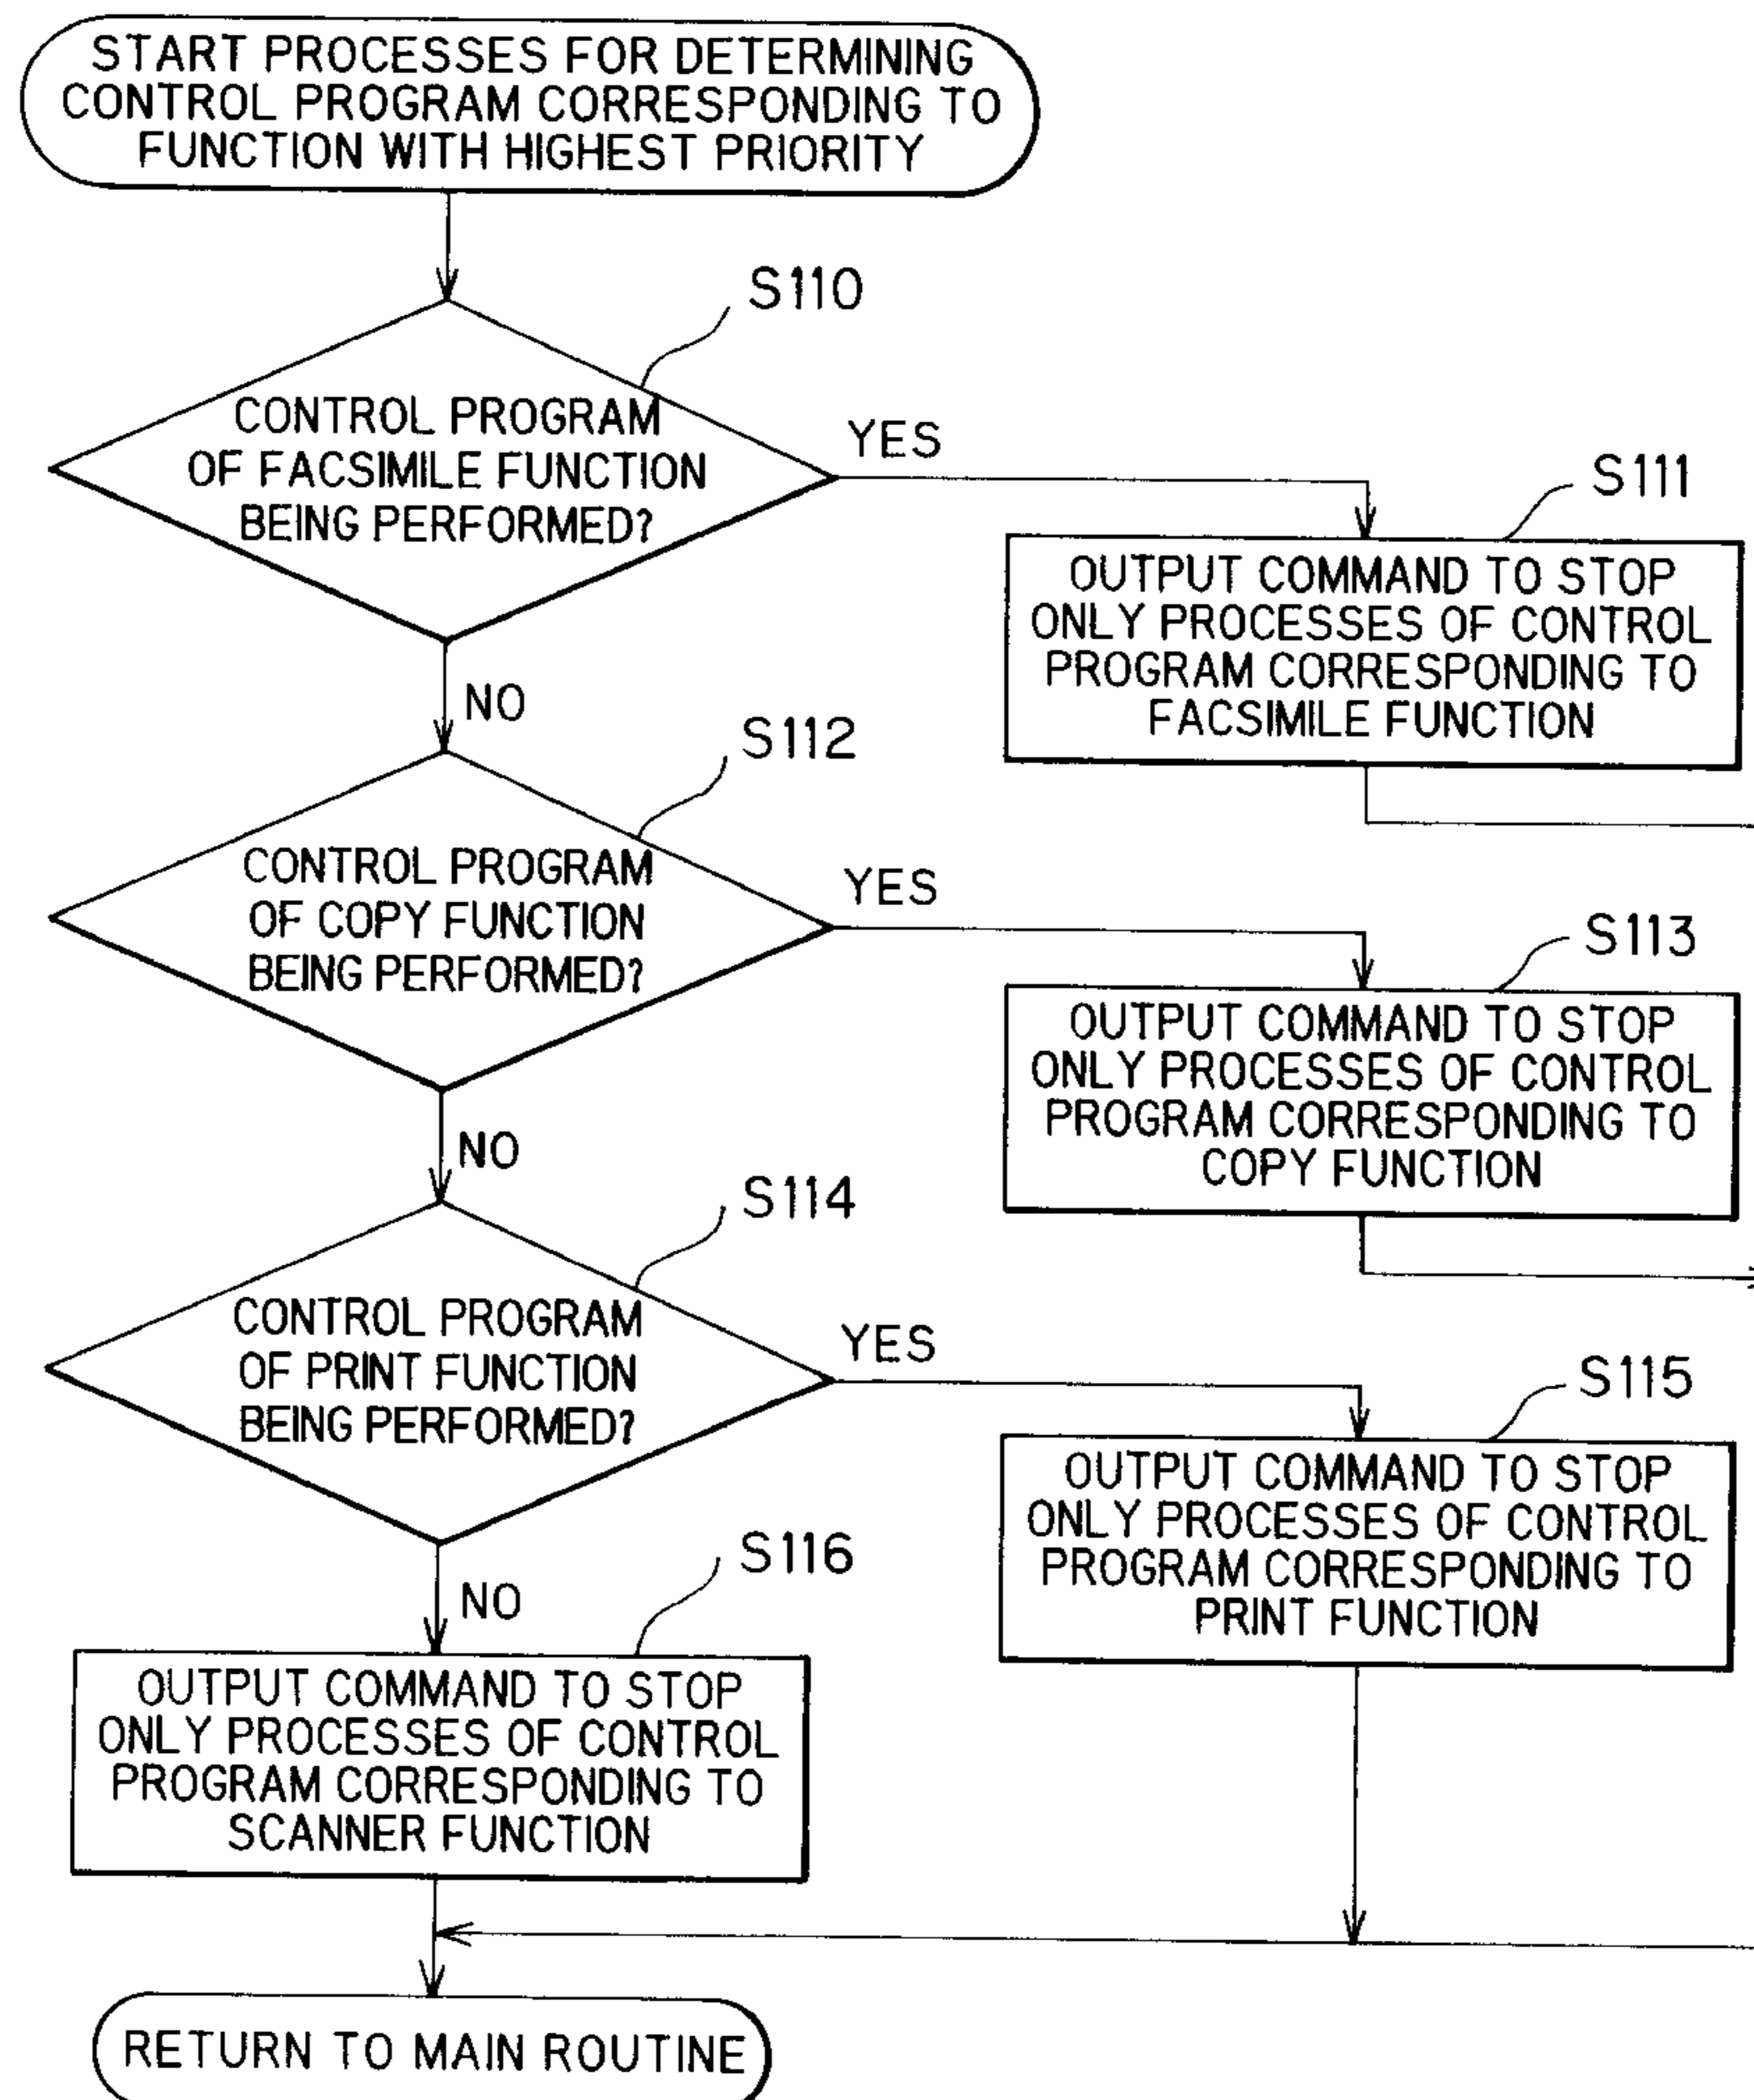 START PROCESSES FOR DETERMINING
CONTROL PROGRAM CORRESPONDING TO
FUNCTION WITH HIGHEST PRIORITY
S110
CONTROL PROGRAM
OF FACSIMILE FUNCTION
BEING PERFORMED?
YES
S111
OUTPUT COMMAND TO STOP
ONLY PROCESSES OF CONTROL
PROGRAM CORRESPONDING TO
FACSIMILE FUNCTION
NO
S112
CONTROL PROGRAM
OF COPY FUNCTION
BEING PERFORMED?
YES
S113
OUTPUT COMMAND TO STOP
ONLY PROCESSES OF CONTROL
PROGRAM CORRESPONDING TO
COPY FUNCTION
NO
S114
CONTROL PROGRAM
OF PRINT FUNCTION
BEING PERFORMED?
YES
S115
OUTPUT COMMAND TO STOP
ONLY PROCESSES OF CONTROL
PROGRAM CORRESPONDING TO
PRINT FUNCTION
NO
S116
OUTPUT COMMAND TO STOP
ONLY PROCESSES OF CONTROL
PROGRAM CORRESPONDING TO
SCANNER FUNCTION
RETURN TO MAIN ROUTINE